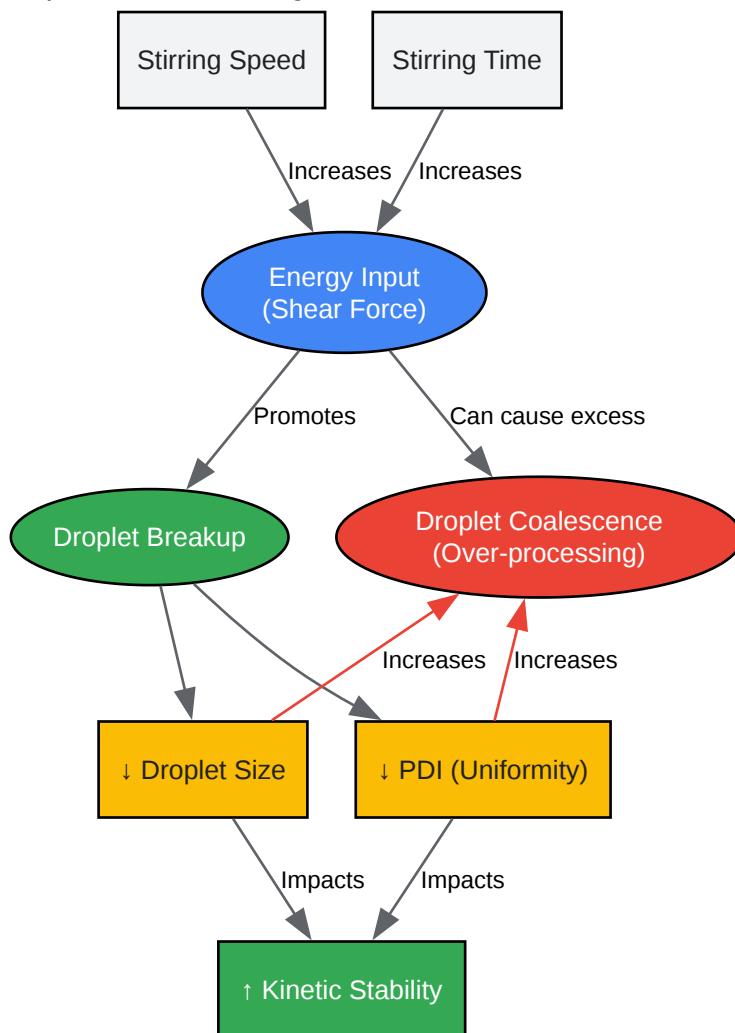 Stirring Speed
Stirring Time
Increases
Increases
Energy Input
(Shear Force)
Promotes
Can cause excess
Droplet Breakup
Droplet Coalescence
(Over-processing)
Increases
Increases
↓ Droplet Size
↓ PDI (Uniformity)
Impacts
Impacts
↑ Kinetic Stability